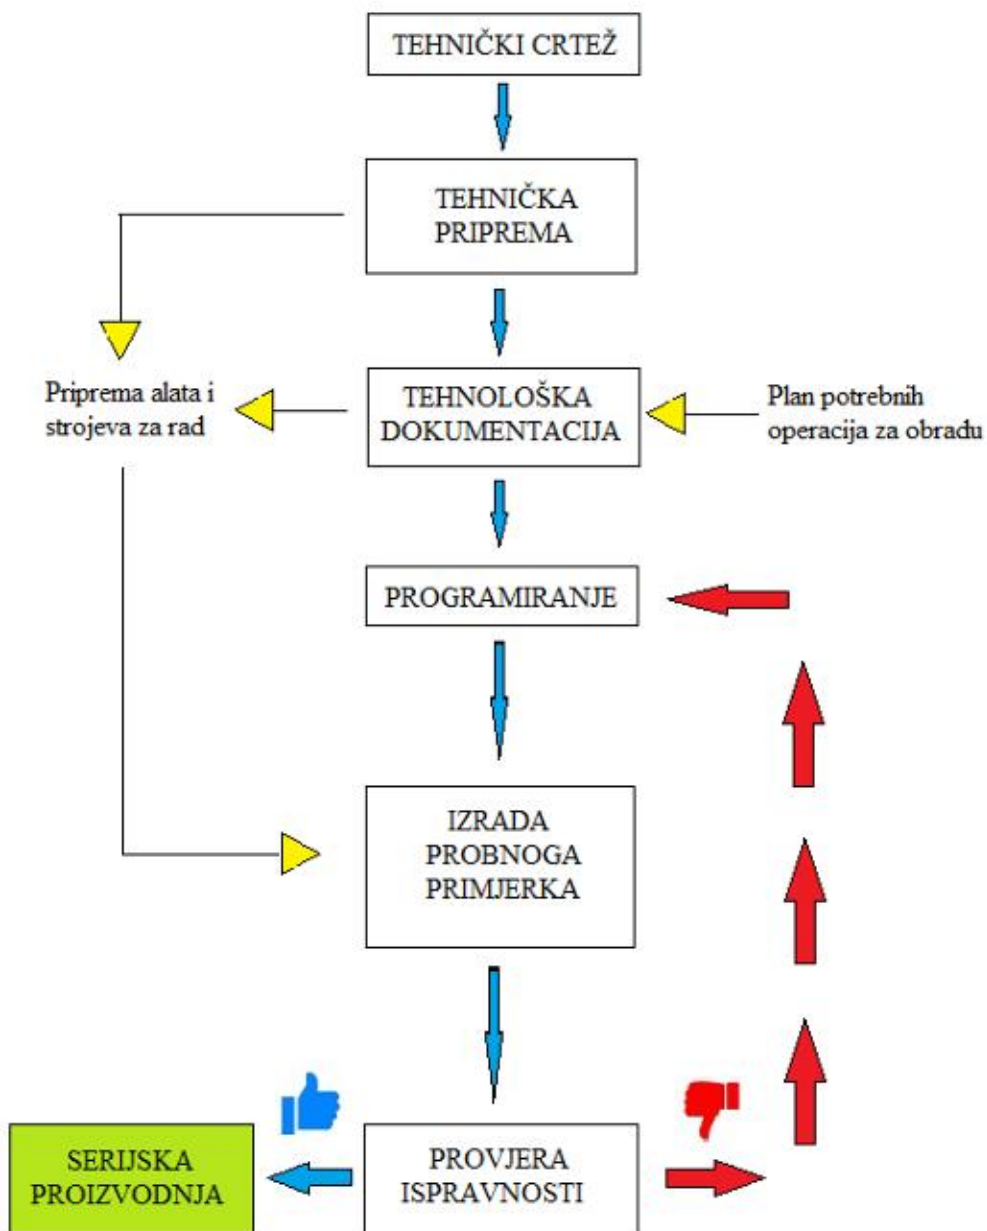 TEHNIČKI CRTEŽ
TEHNIČKA
PRIPREMA
Priprema alata i
strojeva za rad
TEHNOLOŠKA
DOKUMENTACIJA
Plan potrebnih
operacija za obradu
PROGRAMIRANJE
IZRADA
PROBNOGA
PRIMJERKA
SERIJSKA
PROIZVODNJA
PROVJERA
ISPRAVNOSTI